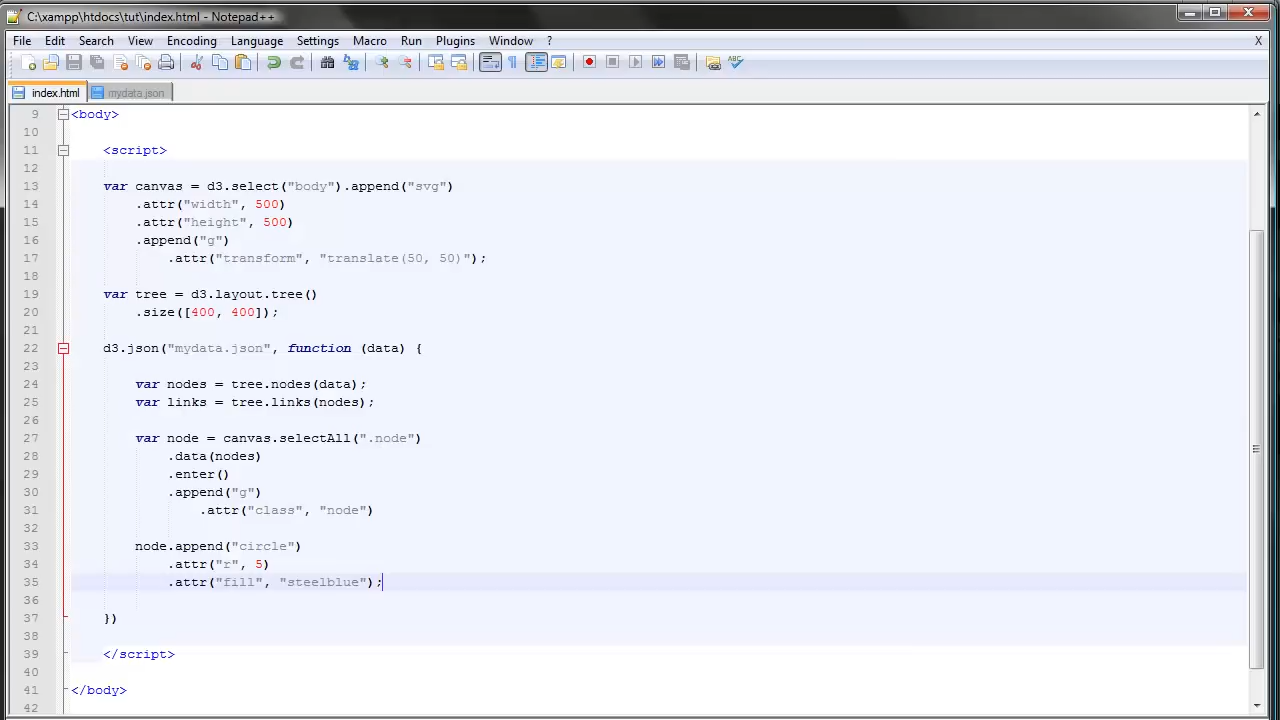 C:\xampp\htdocs\tut\index.html - Notepad++
File Edit Search View Encoding Language Settings Macro Run Plugins Window ? X
index.html mydata.json
9 <body>
10
11 <script>
12
13 var canvas = d3.select("body").append("svg")
14 .attr("width", 500)
15 .attr("height", 500)
16 .append("g")
17 .attr("transform", "translate(50, 50)");
18
19 var tree = d3.layout.tree()
20 .size([400, 400]);
21
22 d3.json("mydata.json", function (data) {
23
24 var nodes = tree.nodes(data);
25 var links = tree.links(nodes);
26
27 var node = canvas.selectAll(".node")
28 .data(nodes)
29 .enter()
30 .append("g")
31 .attr("class", "node")
32
33 node.append("circle")
34 .attr("r", 5)
35 .attr("fill", "steelblue");
36
37 })
38
39 </script>
40
41 </body>
42